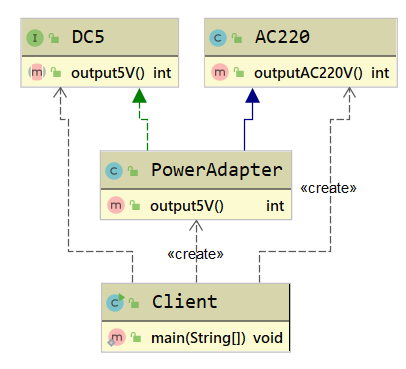 I DC5
m output5V() int
C AC220
m outputAC220V() int
C PowerAdapter
m output5V() int
«create»
«create»
C Client
m main(String[]) void